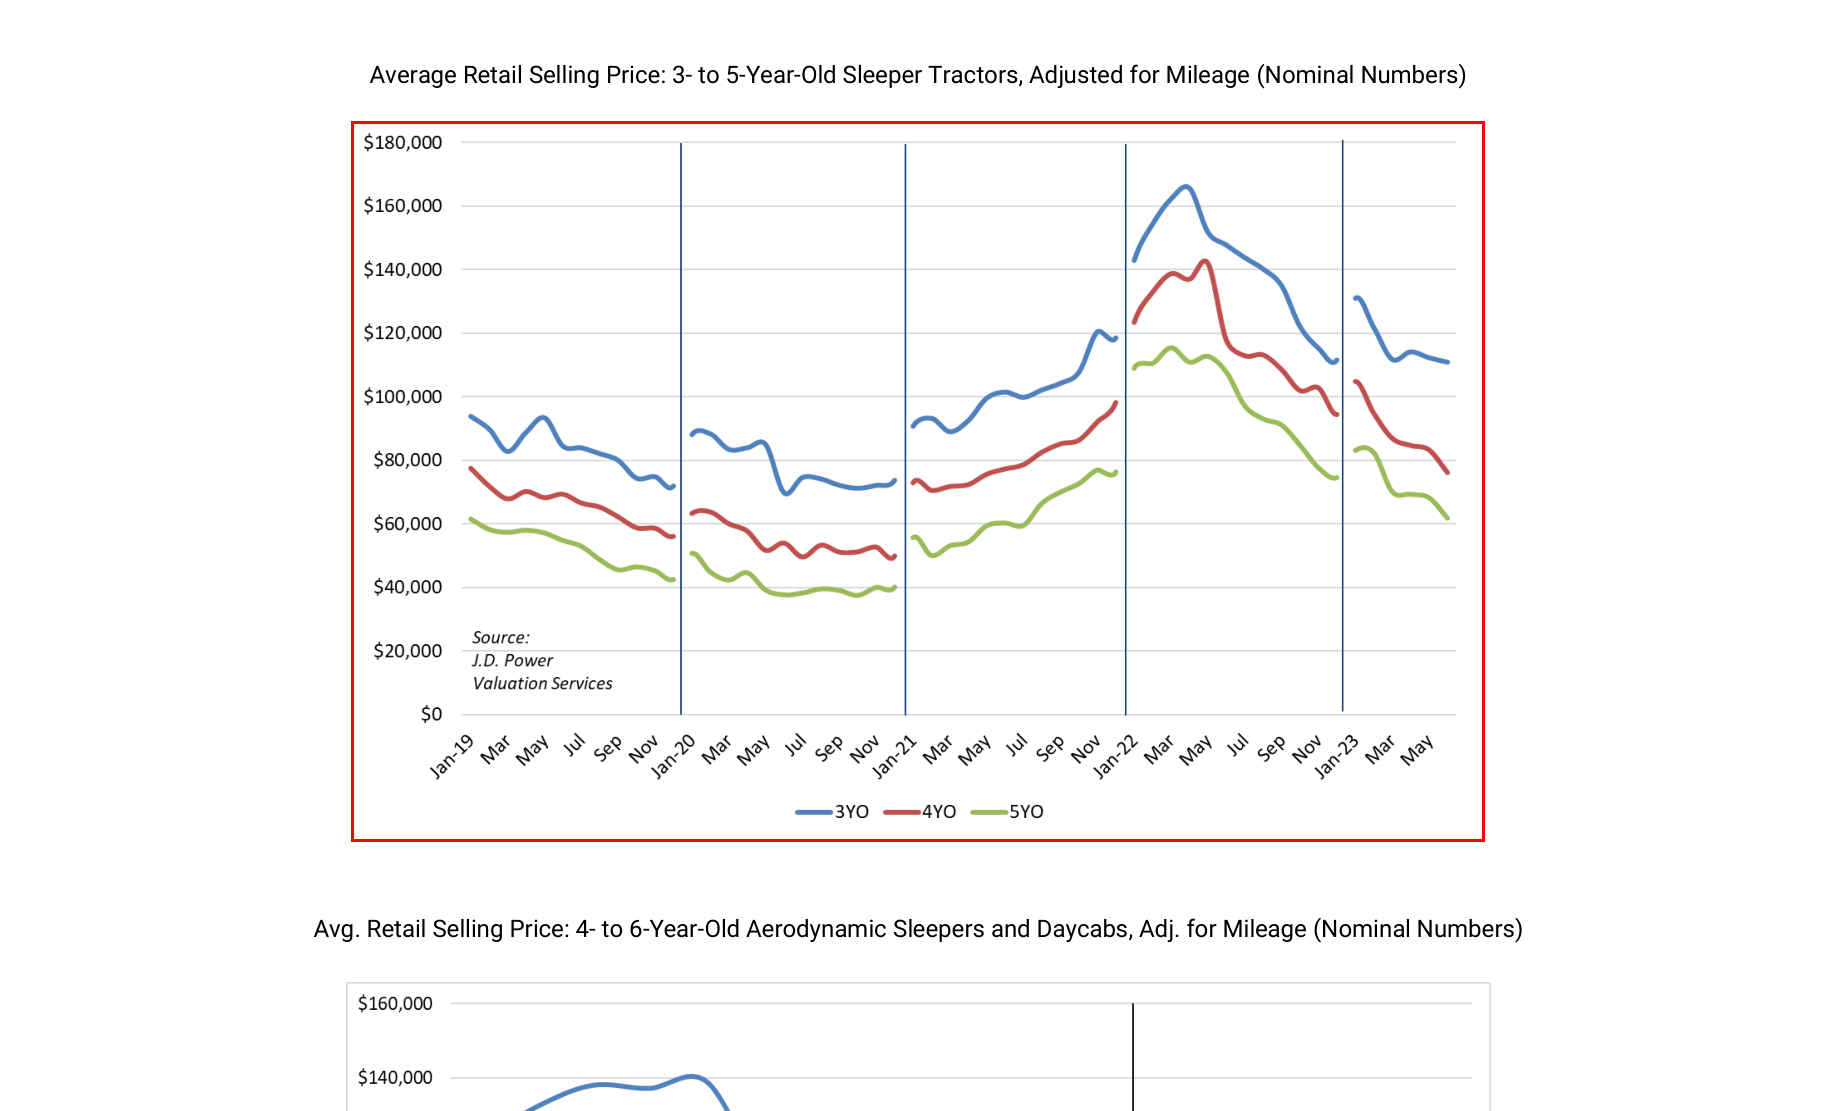 Average Retail Selling Price: 3- to 5-Year-Old Sleeper Tractors, Adjusted for Mileage (Nominal Numbers)
$180,000
$160,000
$140,000
$120,000
$100,000
$80,000
$60,000
$40,000
$20,000
$0
Source:
J.D. Power
Valuation Services
Jan-19 Mar May Jul Sep Nov Jan-20 Mar May Jul Sep Nov Jan-21 Mar May Jul Sep Nov Jan-22 Mar May Jul Sep Nov Jan-23 Mar May
3YO 4YO 5YO
Avg. Retail Selling Price: 4- to 6-Year-Old Aerodynamic Sleepers and Daycabs, Adj. for Mileage (Nominal Numbers)
$160,000
$140,000